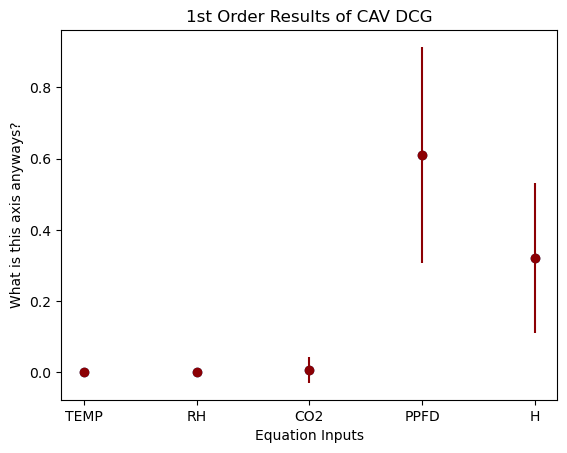 1st Order Results of CAV DCG
What is this axis anyways?
0.8
0.6
0.4
0.2
0.0
TEMP RH CO2 PPFD H
Equation Inputs